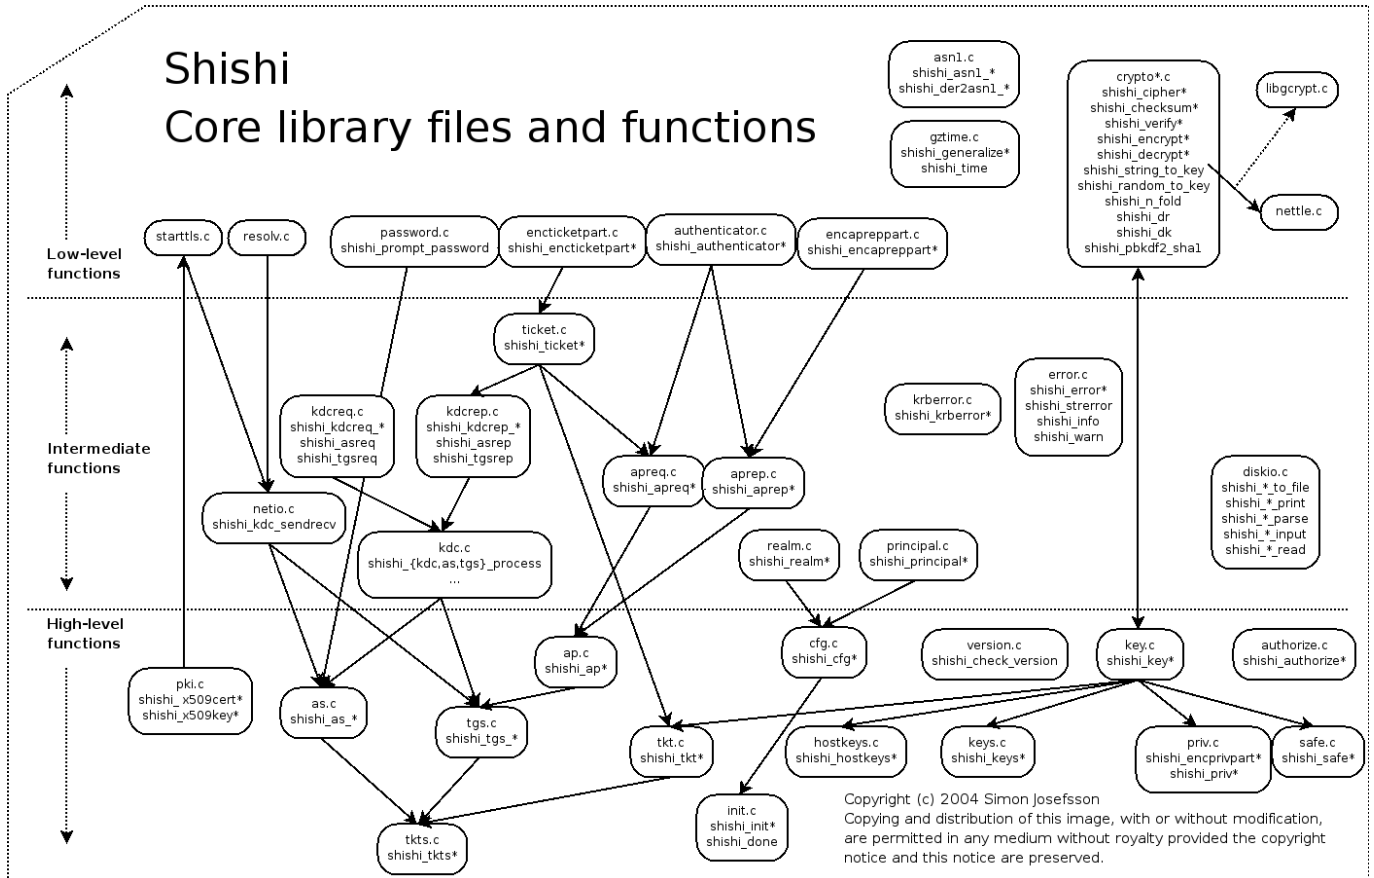 Shishi
Core library files and functions
asn1.c
shishi_asn1_*
shishi_der2asn1_*
gztime.c
shishi_generalize*
shishi_time
crypto*.c
shishi_cipher*
shishi_checksum*
shishi_verify*
shishi_encrypt*
shishi_decrypt*
shishi_string_to_key
shishi_random_to_key
shishi_n_fold
shishi_dr
shishi_dk
shishi_pbkdf2_sha1
libgcrypt.c
nettle.c
Low-level
functions
starttls.c
resolv.c
password.c
shishi_prompt_password
encticketpart.c
shishi_encticketpart*
authenticator.c
shishi_authenticator*
encapreppart.c
shishi_encapreppart*
Intermediate
functions
ticket.c
shishi_ticket*
kdcreq.c
shishi_kdcreq_*
shishi_asreq
shishi_tgsreq
kdcrep.c
shishi_kdcrep_*
shishi_asrep
shishi_tgsrep
krberror.c
shishi_krberror*
error.c
shishi_error*
shishi_strerror
shishi_info
shishi_warn
apreq.c
shishi_apreq*
aprep.c
shishi_aprep*
diskio.c
shishi_*_to_file
shishi_*_print
shishi_*_parse
shishi_*_input
shishi_*_read
netio.c
shishi_kdc_sendrecv
kdc.c
shishi_{kdc,as,tgs}_process
...
realm.c
shishi_realm*
principal.c
shishi_principal*
High-level
functions
pki.c
shishi_ x509cert*
shishi_x509key*
as.c
shishi_as_*
tgs.c
shishi_tgs_*
ap.c
shishi_ap*
cfg.c
shishi_cfg*
version.c
shishi_check_version
key.c
shishi_key*
authorize.c
shishi_authorize*
tkt.c
shishi_tkt*
hostkeys.c
shishi_hostkeys*
keys.c
shishi_keys*
priv.c
shishi_encprivpart*
shishi_priv*
safe.c
shishi_safe*
tkts.c
shishi_tkts*
init.c
shishi_init*
shishi_done
Copyright (c) 2004 Simon Josefsson
Copying and distribution of this image, with or without modification,
are permitted in any medium without royalty provided the copyright
notice and this notice are preserved.